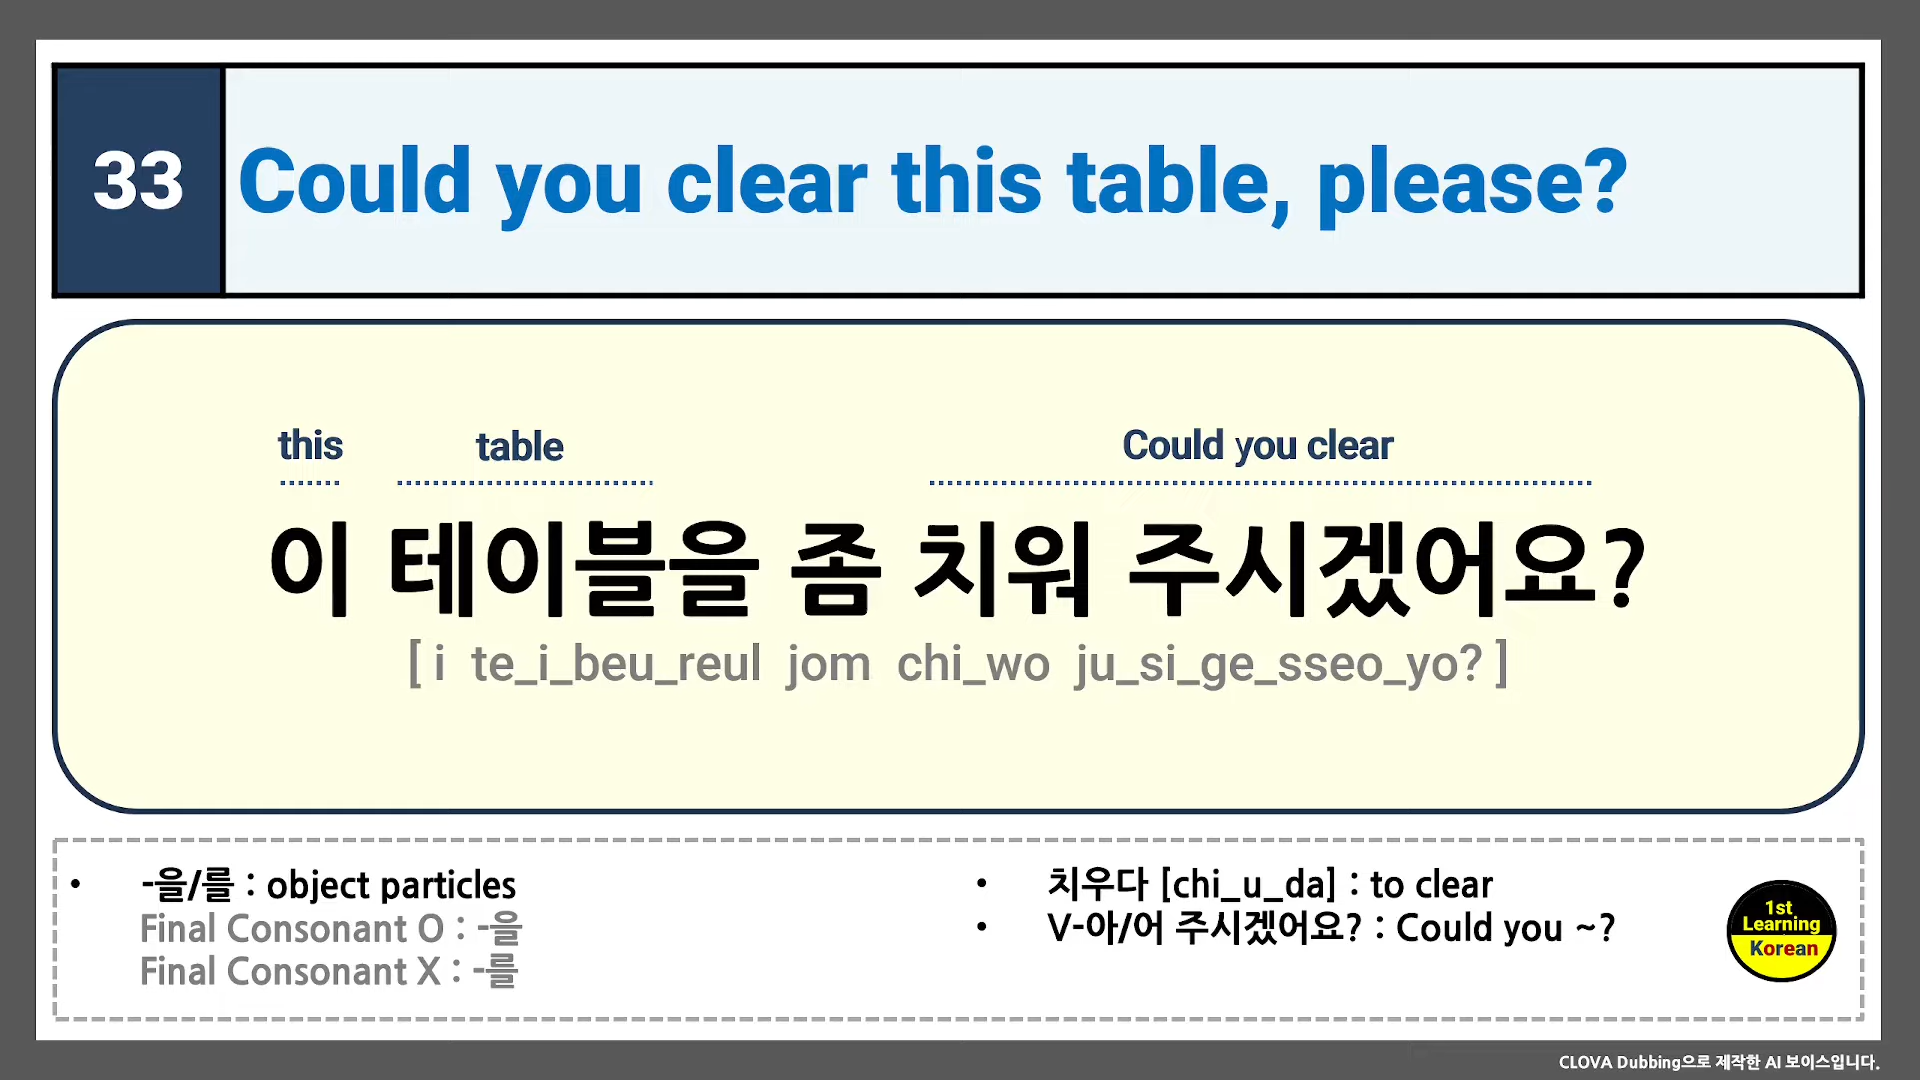 33
Could you clear this table, please?
this table Could you clear
이 테이블을 좀 치워 주시겠어요?
[ i te_i_beu_reul jom chi_wo ju_si_ge_sseo_yo? ]
• -을/를 : object particles
Final Consonant O : -을
Final Consonant X : -를
• 치우다 [chi_u_da] : to clear
• V-아/어 주시겠어요? : Could you ~?
1st
Learning
Korean
CLOVA Dubbing으로 제작한 AI 보이스입니다.